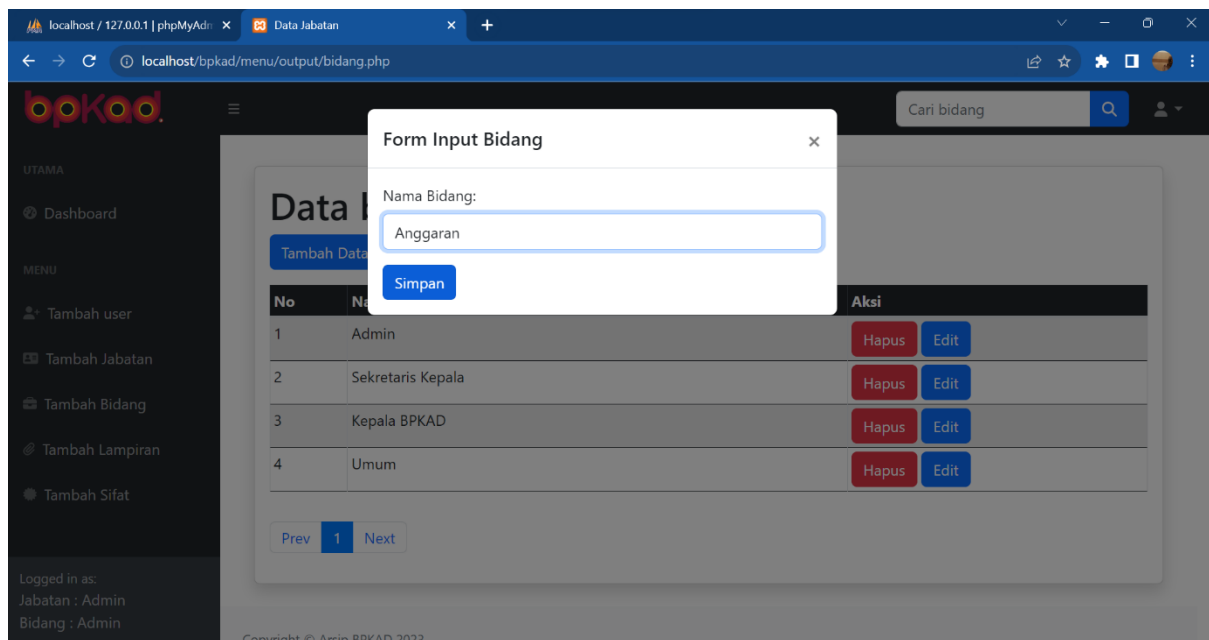 localhost / 127.0.0.1 | phpMyAdn
Data Jabatan
localhost/bpkad/menu/output/bidang.php
bpkad.
Cari bidang
Form Input Bidang
Nama Bidang:
Anggaran
Simpan
UTAMA
Dashboard
MENU
Tambah user
Tambah Jabatan
Tambah Bidang
Tambah Lampiran
Tambah Sifat
Logged in as:
Jabatan : Admin
Bidang : Admin
Data
Tambah Data
No Na Aksi
1 Admin Hapus Edit
2 Sekretaris Kepala Hapus Edit
3 Kepala BPKAD Hapus Edit
4 Umum Hapus Edit
Prev 1 Next
Copyright © Arsip BPKAD 2023